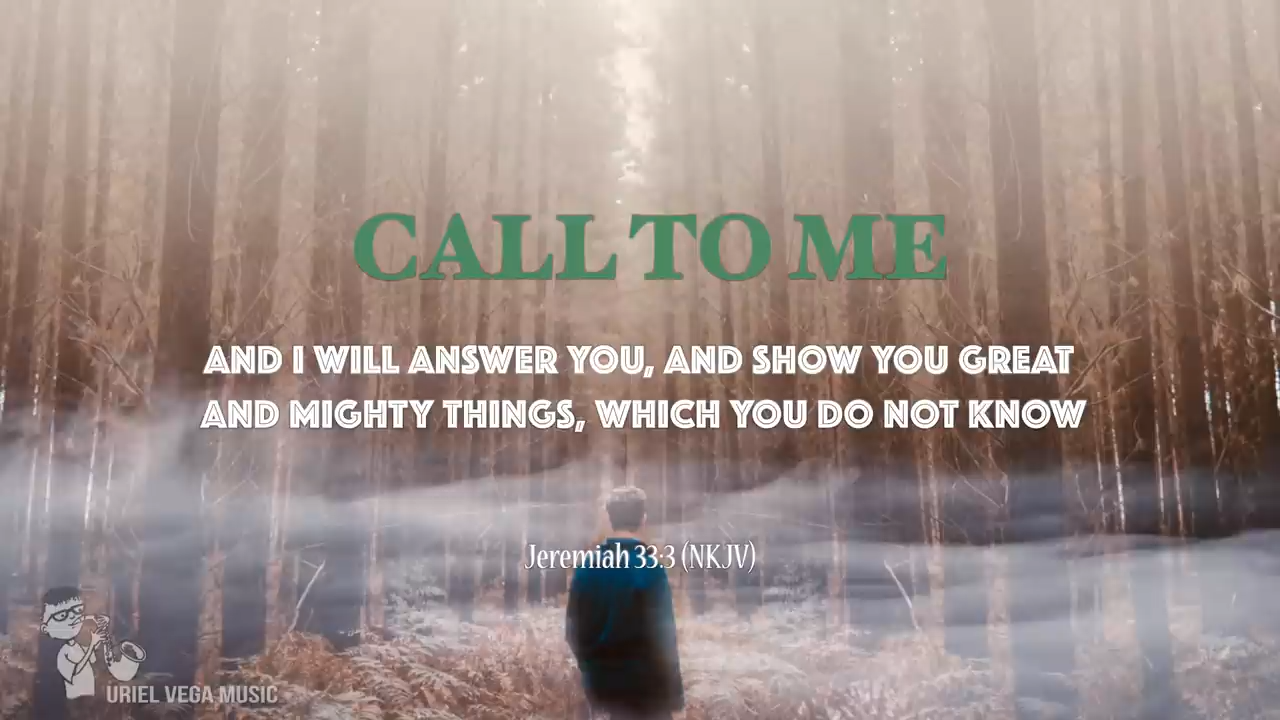 CALL TO ME
AND I WILL ANSWER YOU, AND SHOW YOU GREAT
AND MIGHTY THINGS, WHICH YOU DO NOT KNOW
Jeremiah 33:3 (NKJV)
URIEL VEGA MUSIC